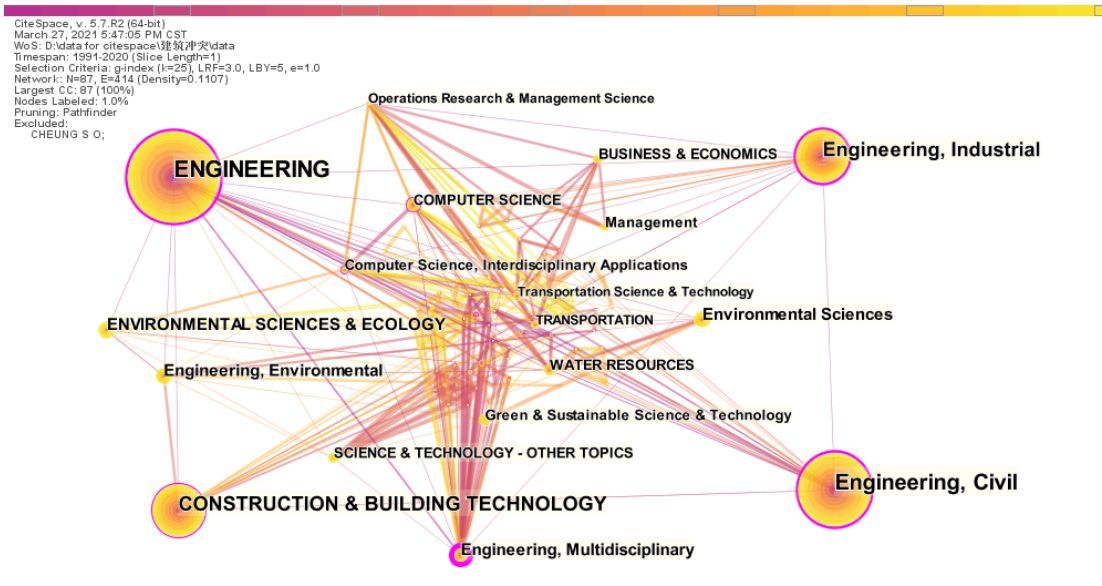 CiteSpace, v. 5.7.R2 (64-bit)
March 27, 2021 5:47:05 PM CST
WoS: D:\data for citespace\建筑冲突\data
Timespan: 1991-2020 (Slice Length=1)
Selection Criteria: g-index (k=25), LRF=3.0, LBY=5, e=1.0
Network: N=87, E=414 (Density=0.1107)
Largest CC: 87 (100%)
Nodes Labeled: 1.0%
Pruning: Pathfinder
Excluded:
CHEUNG S O;
Operations Research & Management Science
ENGINEERING
BUSINESS & ECONOMICS
Engineering, Industrial
COMPUTER SCIENCE
Management
Computer Science, Interdisciplinary Applications
Transportation Science & Technology
ENVIRONMENTAL SCIENCES & ECOLOGY
TRANSPORTATION
Environmental Sciences
Engineering, Environmental
WATER RESOURCES
Green & Sustainable Science & Technology
SCIENCE & TECHNOLOGY - OTHER TOPICS
Engineering, Civil
CONSTRUCTION & BUILDING TECHNOLOGY
Engineering, Multidisciplinary